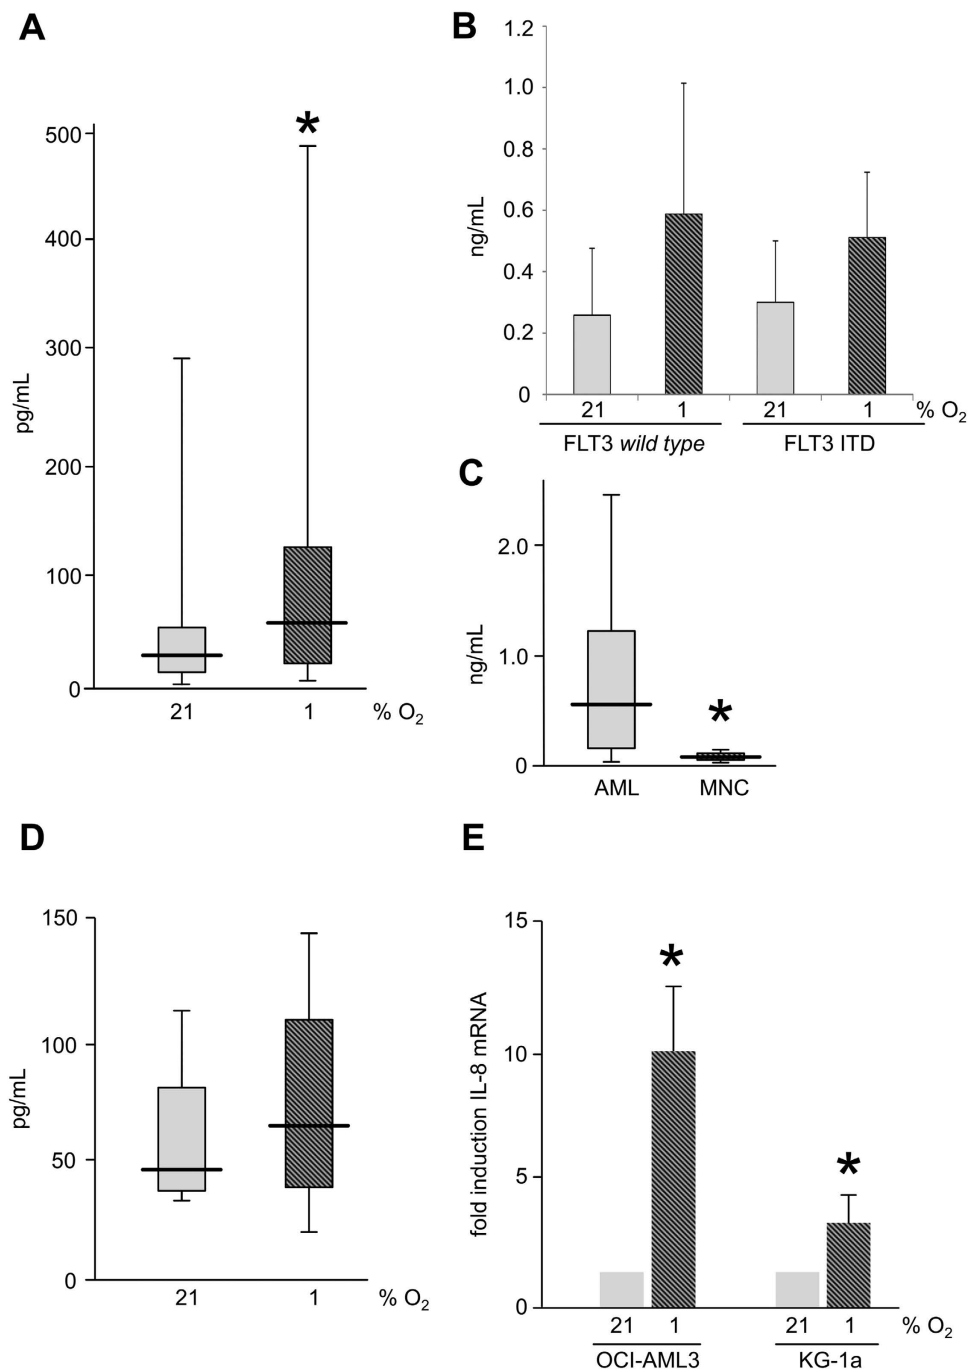 A
*
500
400
300
200
100
0
pg/mL
21 1 % O2
B
1.2
1.0
0.8
0.6
0.4
0.2
0
ng/mL
21 1 21 1 % O2
FLT3 wild type FLT3 ITD
C
2.0
1.0
0
ng/mL
*
AML MNC
D
150
100
50
0
pg/mL
21 1 % O2
E
15
10
5
0
fold induction IL-8 mRNA
*
*
21 1 21 1 % O2
OCI-AML3 KG-1a